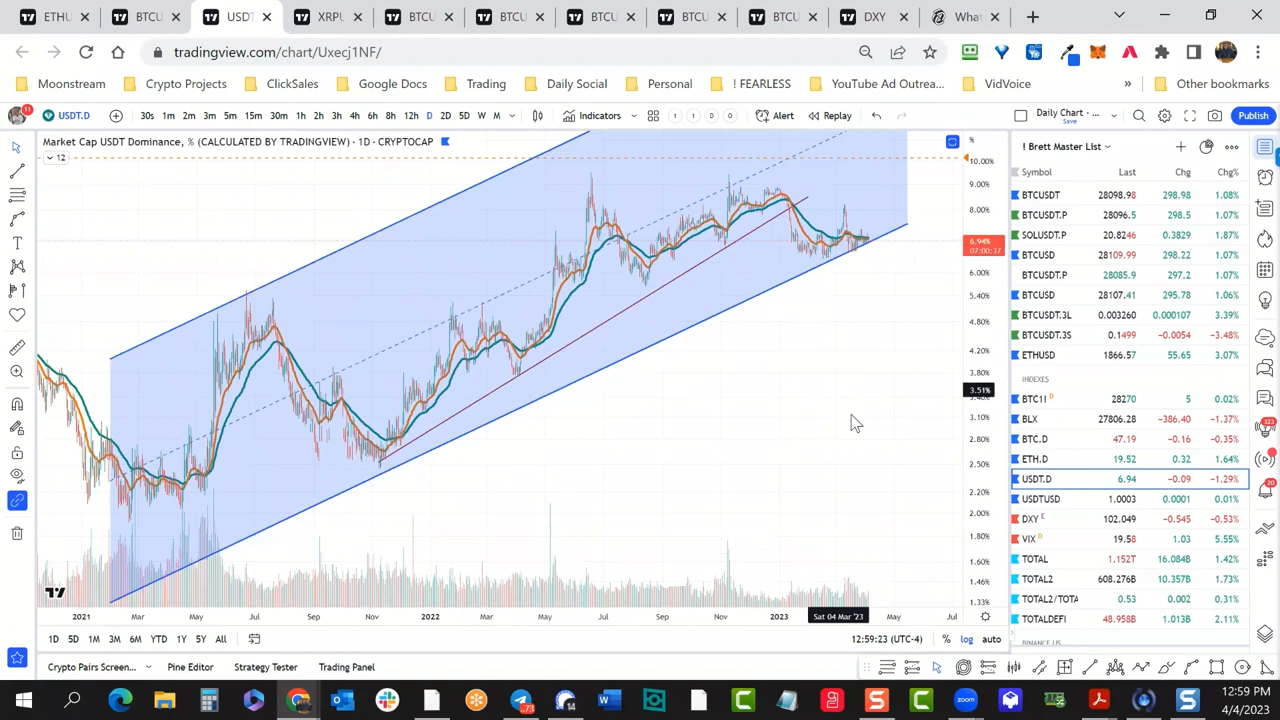 ETHU
BTCU
USDT
XRPU
BTCU
BTCU
BTCU
BTCU
BTCU
DXY
What
tradingview.com/chart/Uxecj1NF/
Moonstream
Crypto Projects
ClickSales
Google Docs
Trading
Daily Social
Personal
! FEARLESS
YouTube Ad Outrea...
VidVoice
»
Other bookmarks
11
USDT.D
30s 1m 2m 3m 5m 15m 30m 1h 2h 3h 4h 6h 8h 12h D 2D 5D W M
Indicators
1 1 D D
Alert
Replay
Daily Chart - ...
Save
Publish
Market Cap USDT Dominance, % (CALCULATED BY TRADINGVIEW) · 1D · CRYPTOCAP
12
%
10.00%
9.00%
8.00%
6.94%
07:00:37
6.00%
5.40%
4.80%
4.20%
3.80%
3.51%
3.10%
2.80%
2.50%
2.20%
2.00%
1.80%
1.60%
1.46%
1.33%
2021 Mar May Jul Sep Nov 2022 Mar May Jul Sep Nov 2023 Sat 04 Mar '23 May Jul
1D 5D 1M 3M 6M YTD 1Y 5Y All
12:59:23 (UTC-4)
% log auto
Crypto Pairs Screen...
Pine Editor
Strategy Tester
Trading Panel
! Brett Master List
Symbol Last Chg Chg%
BTCUSDT 28098.98 298.98 1.08%
BTCUSDT.P 28096.5 298.5 1.07%
SOLUSDT.P 20.8246 0.3829 1.87%
BTCUSD 28109.99 298.22 1.07%
BTCUSDT.P 28085.9 297.2 1.07%
BTCUSD 28107.41 295.78 1.06%
BTCUSDT.3L 0.003260 0.000107 3.39%
BTCUSDT.3S 0.1499 −0.0054 −3.48%
ETHUSD 1866.57 55.65 3.07%
INDEXES
BTC1! D 28270 5 0.02%
BLX 27806.28 −386.40 −1.37%
BTC.D 47.19 −0.16 −0.35%
ETH.D 19.52 0.32 1.64%
USDT.D 6.94 −0.09 −1.29%
USDTUSD 1.0003 0.0001 0.01%
DXY E 102.049 −0.545 −0.53%
VIX D 19.58 1.03 5.55%
TOTAL 1.152T 16.084B 1.42%
TOTAL2 608.276B 10.357B 1.73%
TOTAL2/TOTA 0.53 0.002 0.31%
TOTALDEFI 48.958B 1.013B 2.11%
323
20
73
14
12:59 PM
4/4/2023